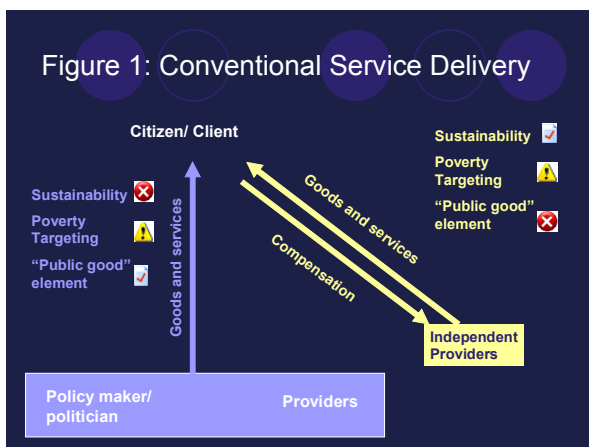 Figure 1: Conventional Service Delivery
Citizen/ Client
Sustainability
Poverty
Targeting
“Public good”
element
Goods and services
Goods and services
Compensation
Sustainability
Poverty
Targeting
“Public good”
element
Independent
Providers
Policy maker/
politician
Providers